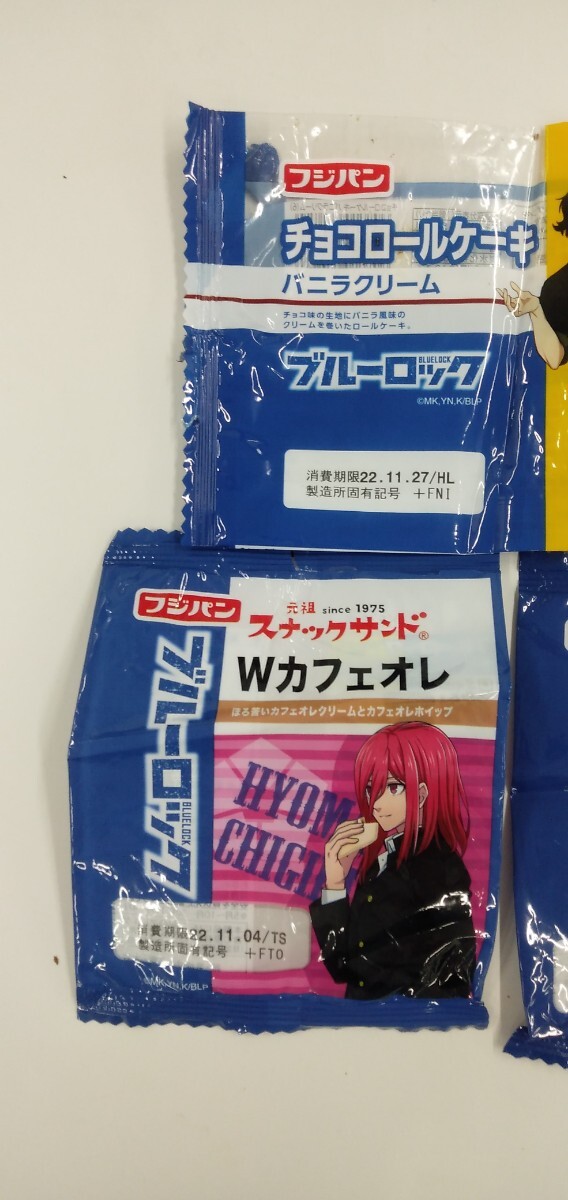 フジパン
チョコロールケーキ
バニラクリーム
チョコ味の生地にバニラ風味の
クリームを巻いたロールケーキ。
BLUELOCK
ブルーロック
©MK,YN,K/BLP
消費期限22.11.27/HL
製造所固有記号 +FNI
フジパン
元祖 since 1975
スナックサンド®
Wカフェオレ
ほろ苦いカフェオレクリームとカフェオレホイップ
ブルーロック
BLUELOCK
HYOM
CHIGI
消費期限22.11.04/TS
製造所固有記号 +FTO
©MK,YN,K/BLP